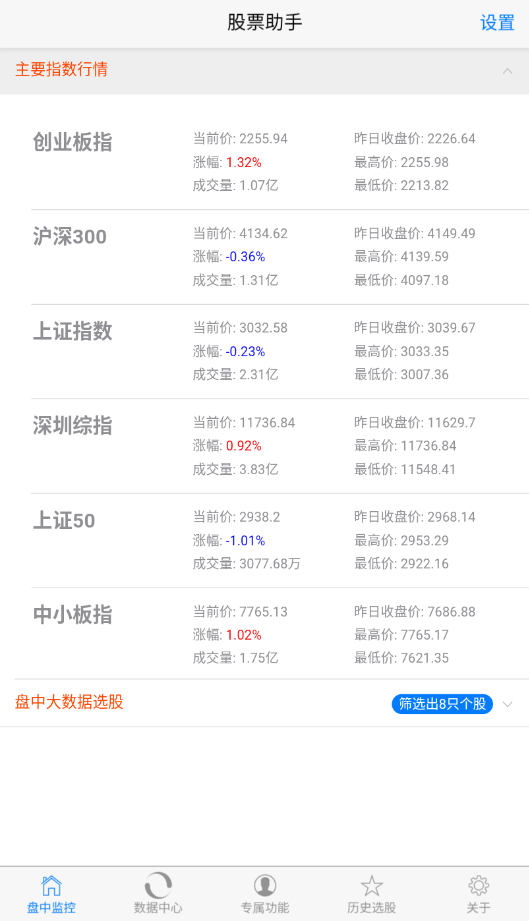 股票助手
设置
主要指数行情
创业板指
当前价: 2255.94
昨日收盘价: 2226.64
涨幅: 1.32%
最高价: 2255.98
成交量: 1.07亿
最低价: 2213.82
沪深300
当前价: 4134.62
昨日收盘价: 4149.49
涨幅: -0.36%
最高价: 4139.59
成交量: 1.31亿
最低价: 4097.18
上证指数
当前价: 3032.58
昨日收盘价: 3039.67
涨幅: -0.23%
最高价: 3033.35
成交量: 2.31亿
最低价: 3007.36
深圳综指
当前价: 11736.84
昨日收盘价: 11629.7
涨幅: 0.92%
最高价: 11736.84
成交量: 3.83亿
最低价: 11548.41
上证50
当前价: 2938.2
昨日收盘价: 2968.14
涨幅: -1.01%
最高价: 2953.29
成交量: 3077.68万
最低价: 2922.16
中小板指
当前价: 7765.13
昨日收盘价: 7686.88
涨幅: 1.02%
最高价: 7765.17
成交量: 1.75亿
最低价: 7621.35
盘中大数据选股
筛选出8只个股
盘中监控
数据中心
专属功能
历史选股
关于